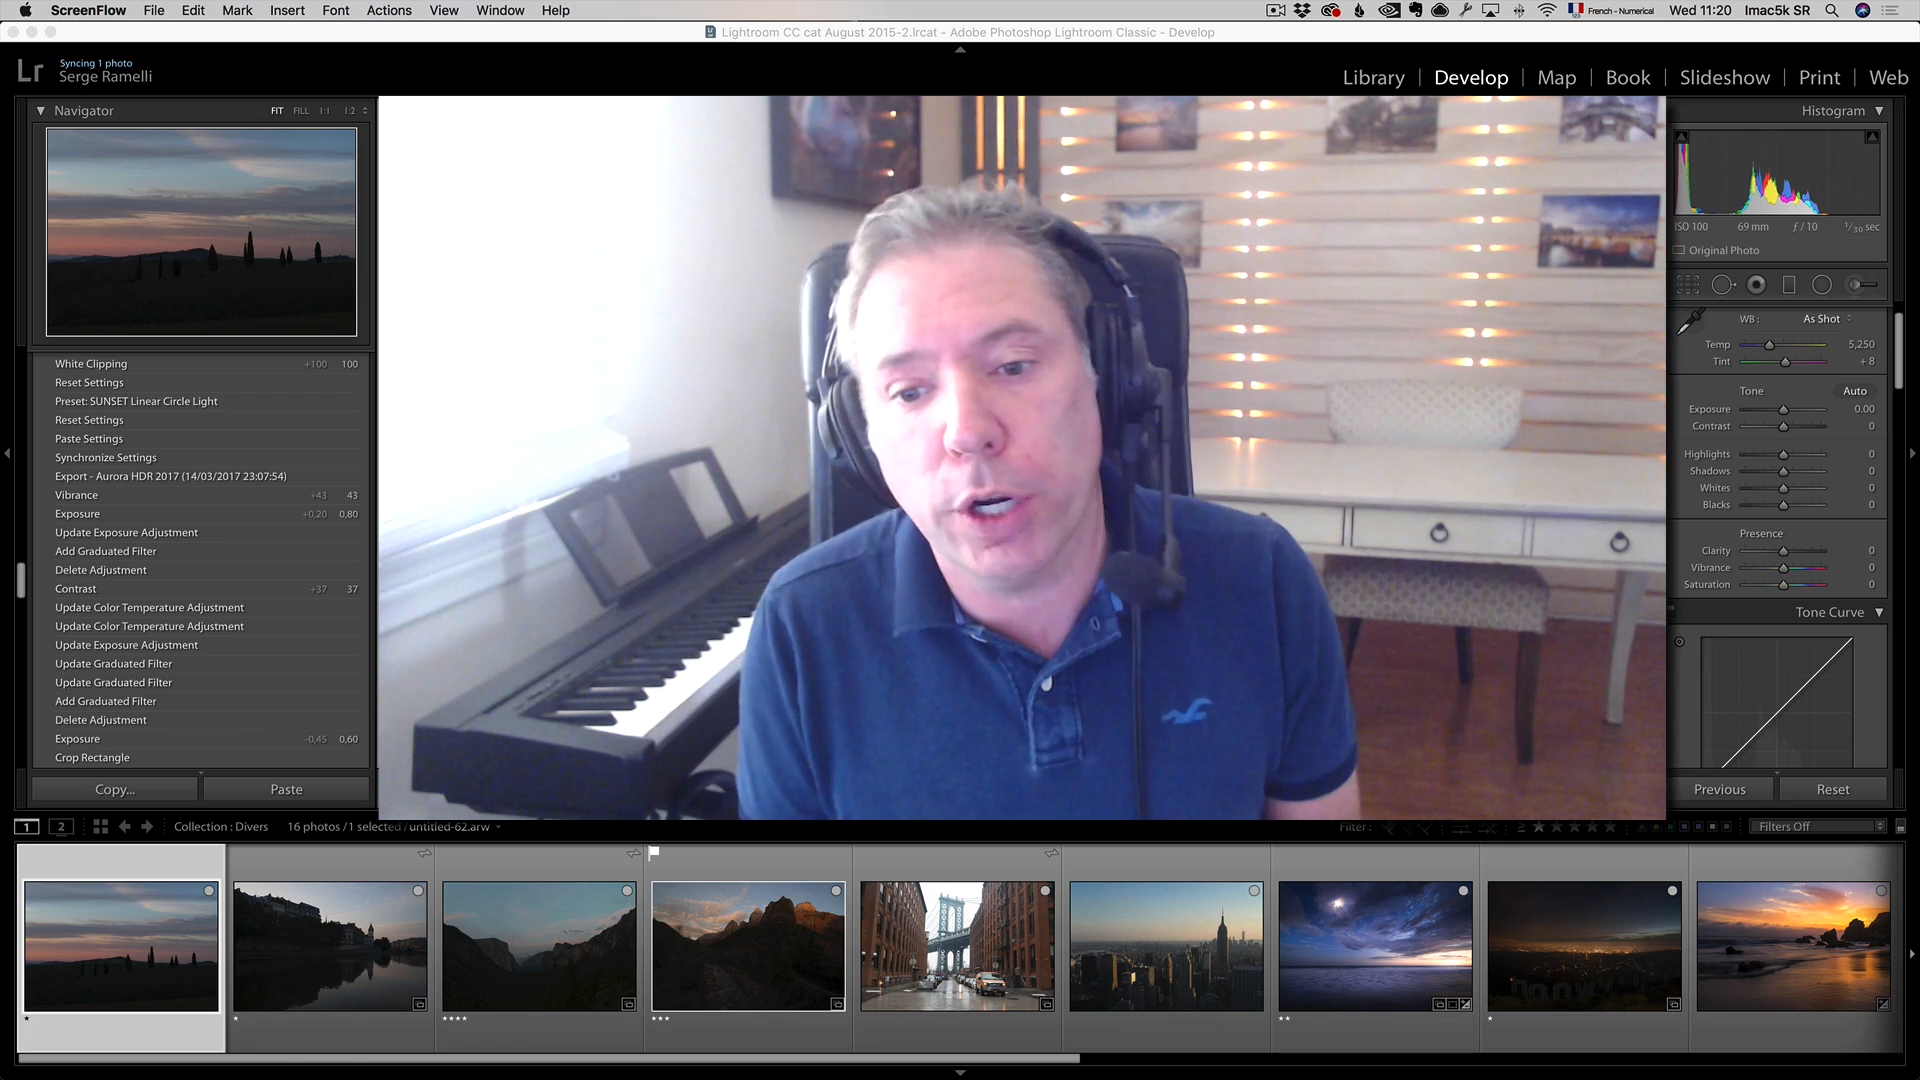 ScreenFlow File Edit Mark Insert Font Actions View Window Help French - Numerical Wed 11:20 Imac5k SR
Lightroom CC cat August 2015-2.lrcat - Adobe Photoshop Lightroom Classic - Develop
Lr
Syncing 1 photo
Serge Ramelli
Library | Develop | Map | Book | Slideshow | Print | Web
Navigator FIT FILL 1:1 1:2
White Clipping +100 100
Reset Settings
Preset: SUNSET Linear Circle Light
Reset Settings
Paste Settings
Synchronize Settings
Export - Aurora HDR 2017 (14/03/2017 23:07:54)
Vibrance +43 43
Exposure +0,20 0,80
Update Exposure Adjustment
Add Graduated Filter
Delete Adjustment
Contrast +37 37
Update Color Temperature Adjustment
Update Color Temperature Adjustment
Update Exposure Adjustment
Update Graduated Filter
Update Graduated Filter
Add Graduated Filter
Delete Adjustment
Exposure -0,45 0,60
Crop Rectangle
Copy... Paste
Histogram
ISO 100 69 mm ƒ / 10 1/30 sec
Original Photo
WB : As Shot
Temp 5,250
Tint + 8
Tone Auto
Exposure 0.00
Contrast 0
Highlights 0
Shadows 0
Whites 0
Blacks 0
Presence
Clarity 0
Vibrance 0
Saturation 0
Tone Curve
Previous Reset
1 2 Collection : Divers 16 photos / 1 selected / untitled-62.arw Filter : Filters Off